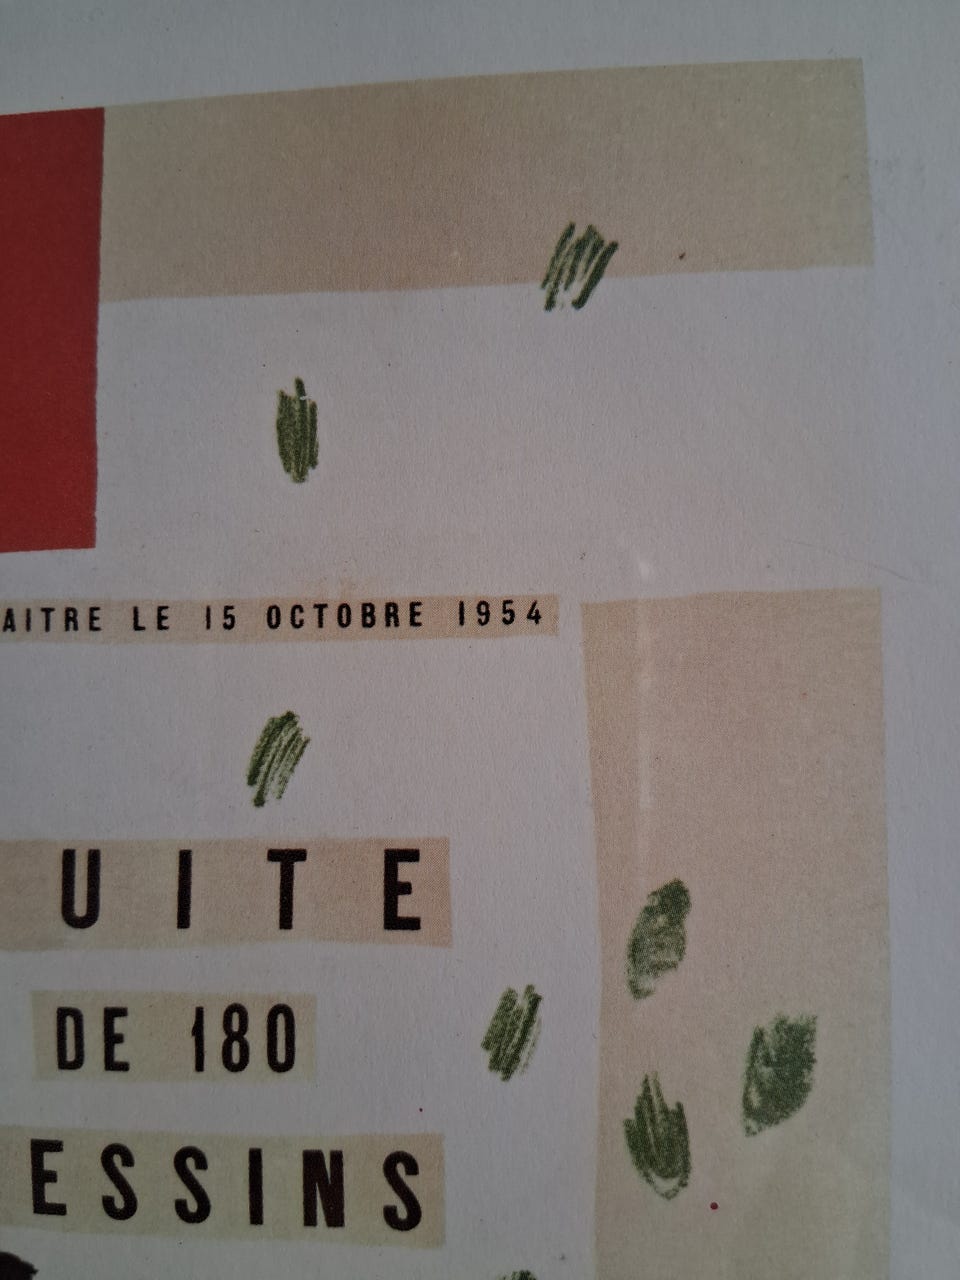 AITRE LE 15 OCTOBRE 1954
UITE
DE 180
ESSINS